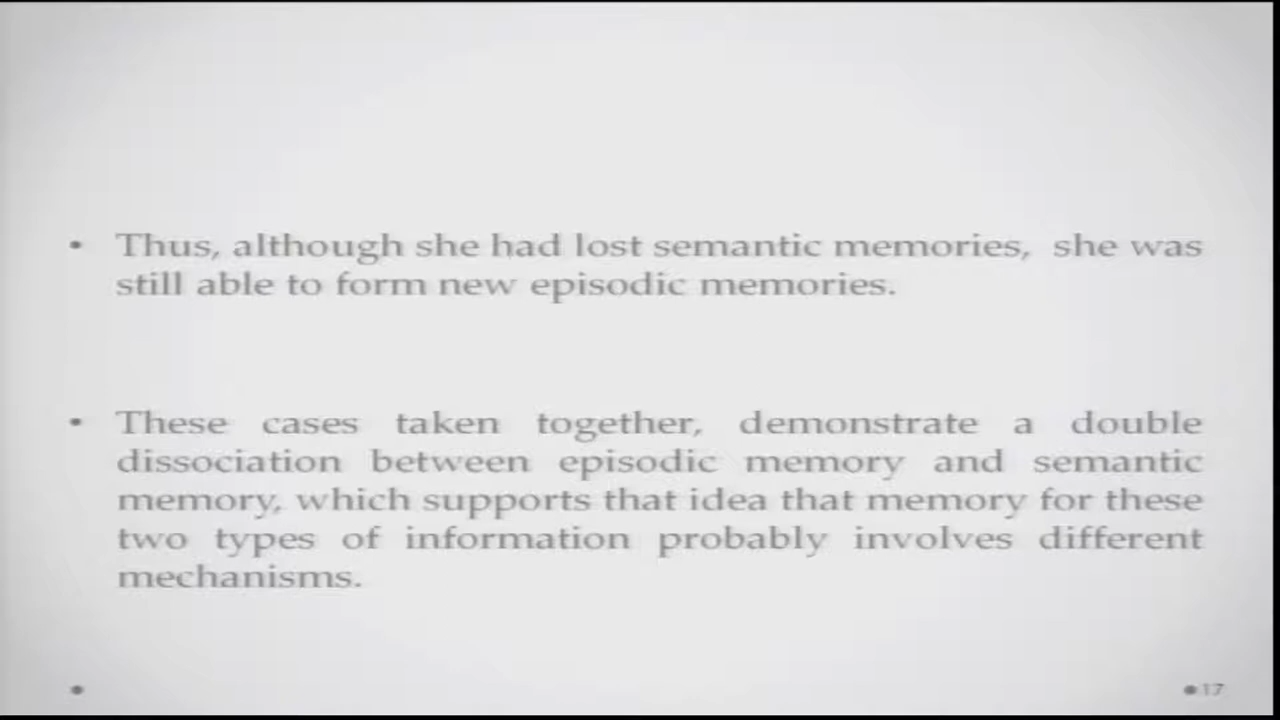 • Thus, although she had lost semantic memories, she was
still able to form new episodic memories.
• These cases taken together, demonstrate a double
dissociation between episodic memory and semantic
memory, which supports that idea that memory for these
two types of information probably involves different
mechanisms.
17